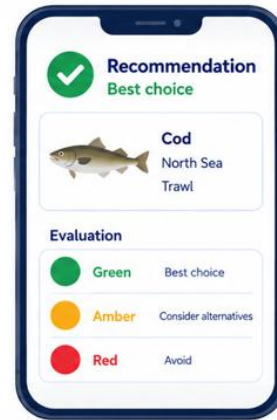 Recommendation
Best choice
Cod
North Sea
Trawl
Evaluation
Green Best choice
Amber Consider alternatives
Red Avoid